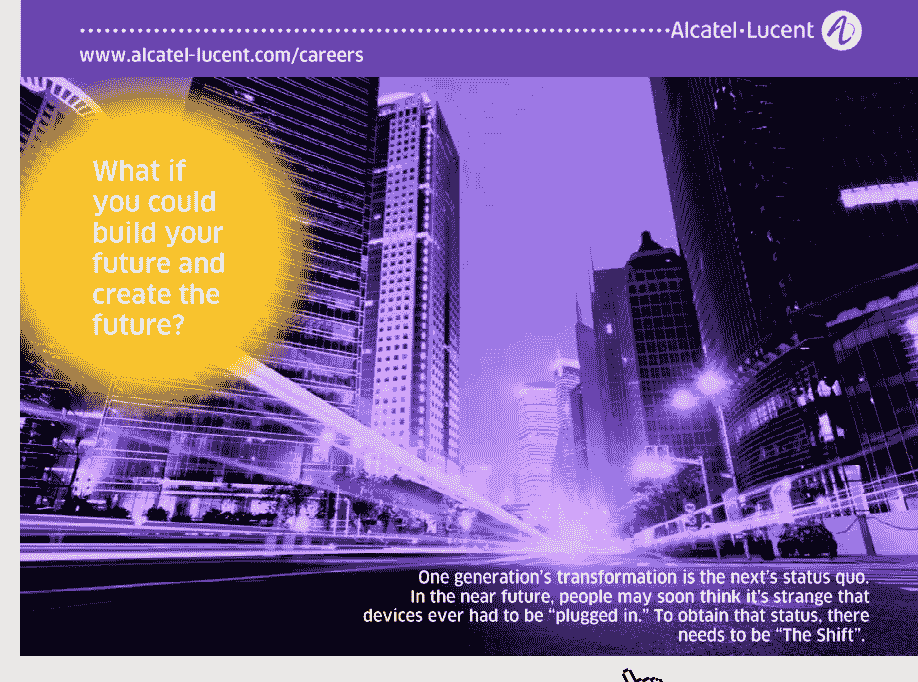 Alcatel·Lucent
www.alcatel-lucent.com/careers
What if
you could
build your
future and
create the
future?
One generation's transformation is the next's status quo.
In the near future, people may soon think it's strange that
devices ever had to be “plugged in.” To obtain that status, there
needs to be “The Shift”.